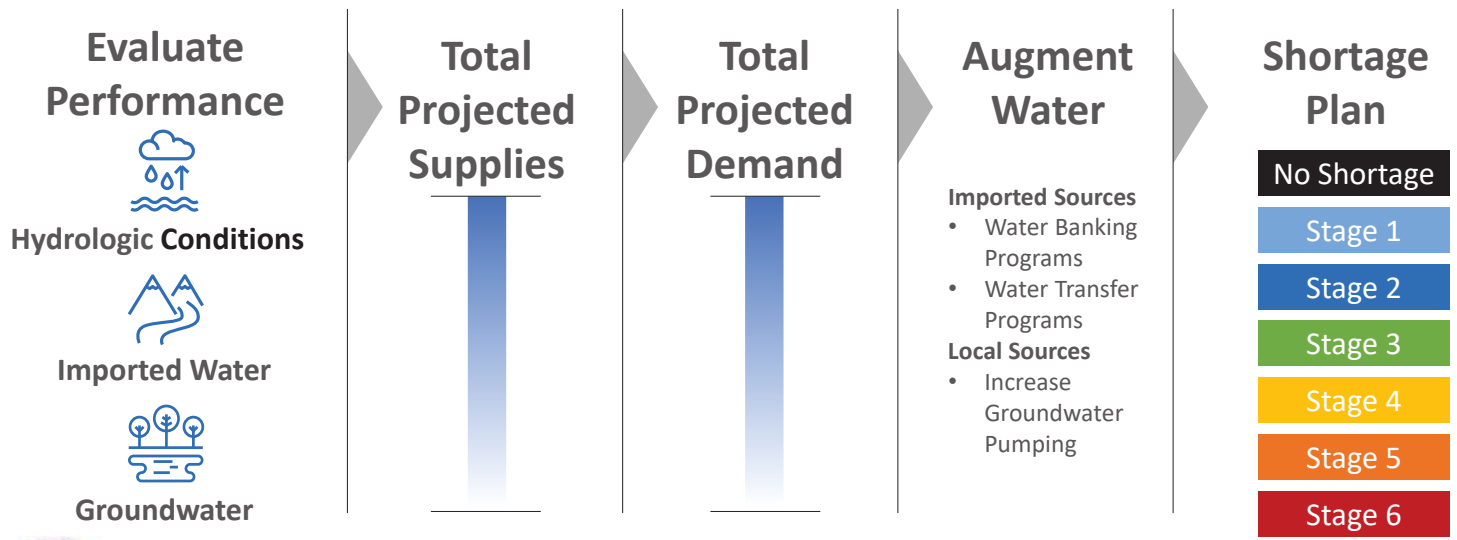 Evaluate
Performance
Hydrologic Conditions
Imported Water
Groundwater
Total
Projected
Supplies
Total
Projected
Demand
Augment
Water
Imported Sources
• Water Banking
Programs
• Water Transfer
Programs
Local Sources
• Increase
Groundwater
Pumping
Shortage
Plan
No Shortage
Stage 1
Stage 2
Stage 3
Stage 4
Stage 5
Stage 6